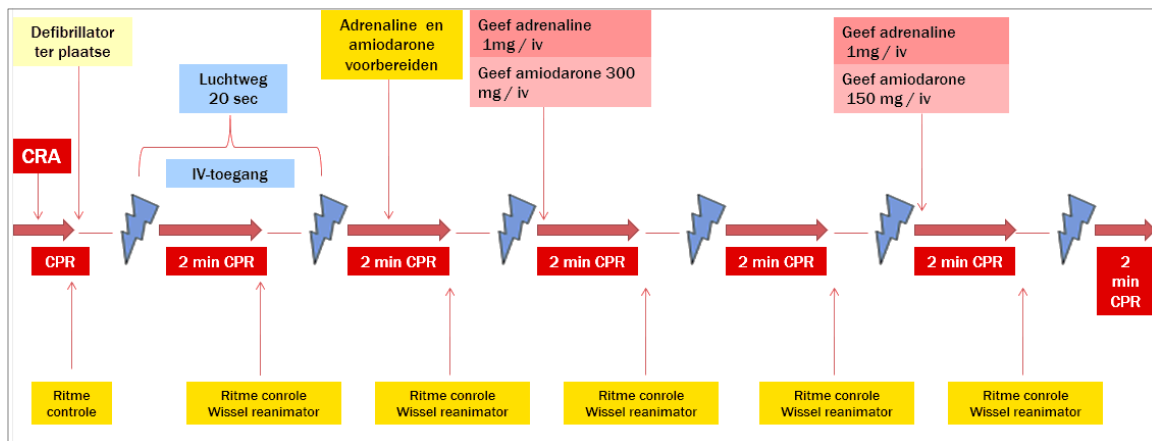 Defibrillator
ter plaatse
Adrenaline en
amiodarone
voorbereiden
Geef adrenaline
1mg / iv
Geef amiodarone 300
mg / iv
Geef adrenaline
1mg / iv
Geef amiodarone
150 mg / iv
Luchtweg
20 sec
CRA
IV-toegang
CPR
2 min CPR
2 min CPR
2 min CPR
2 min CPR
2 min CPR
2
min
CPR
Ritme
controle
Ritme conrole
Wissel reanimator
Ritme conrole
Wissel reanimator
Ritme conrole
Wissel reanimator
Ritme conrole
Wissel reanimator
Ritme conrole
Wissel reanimator